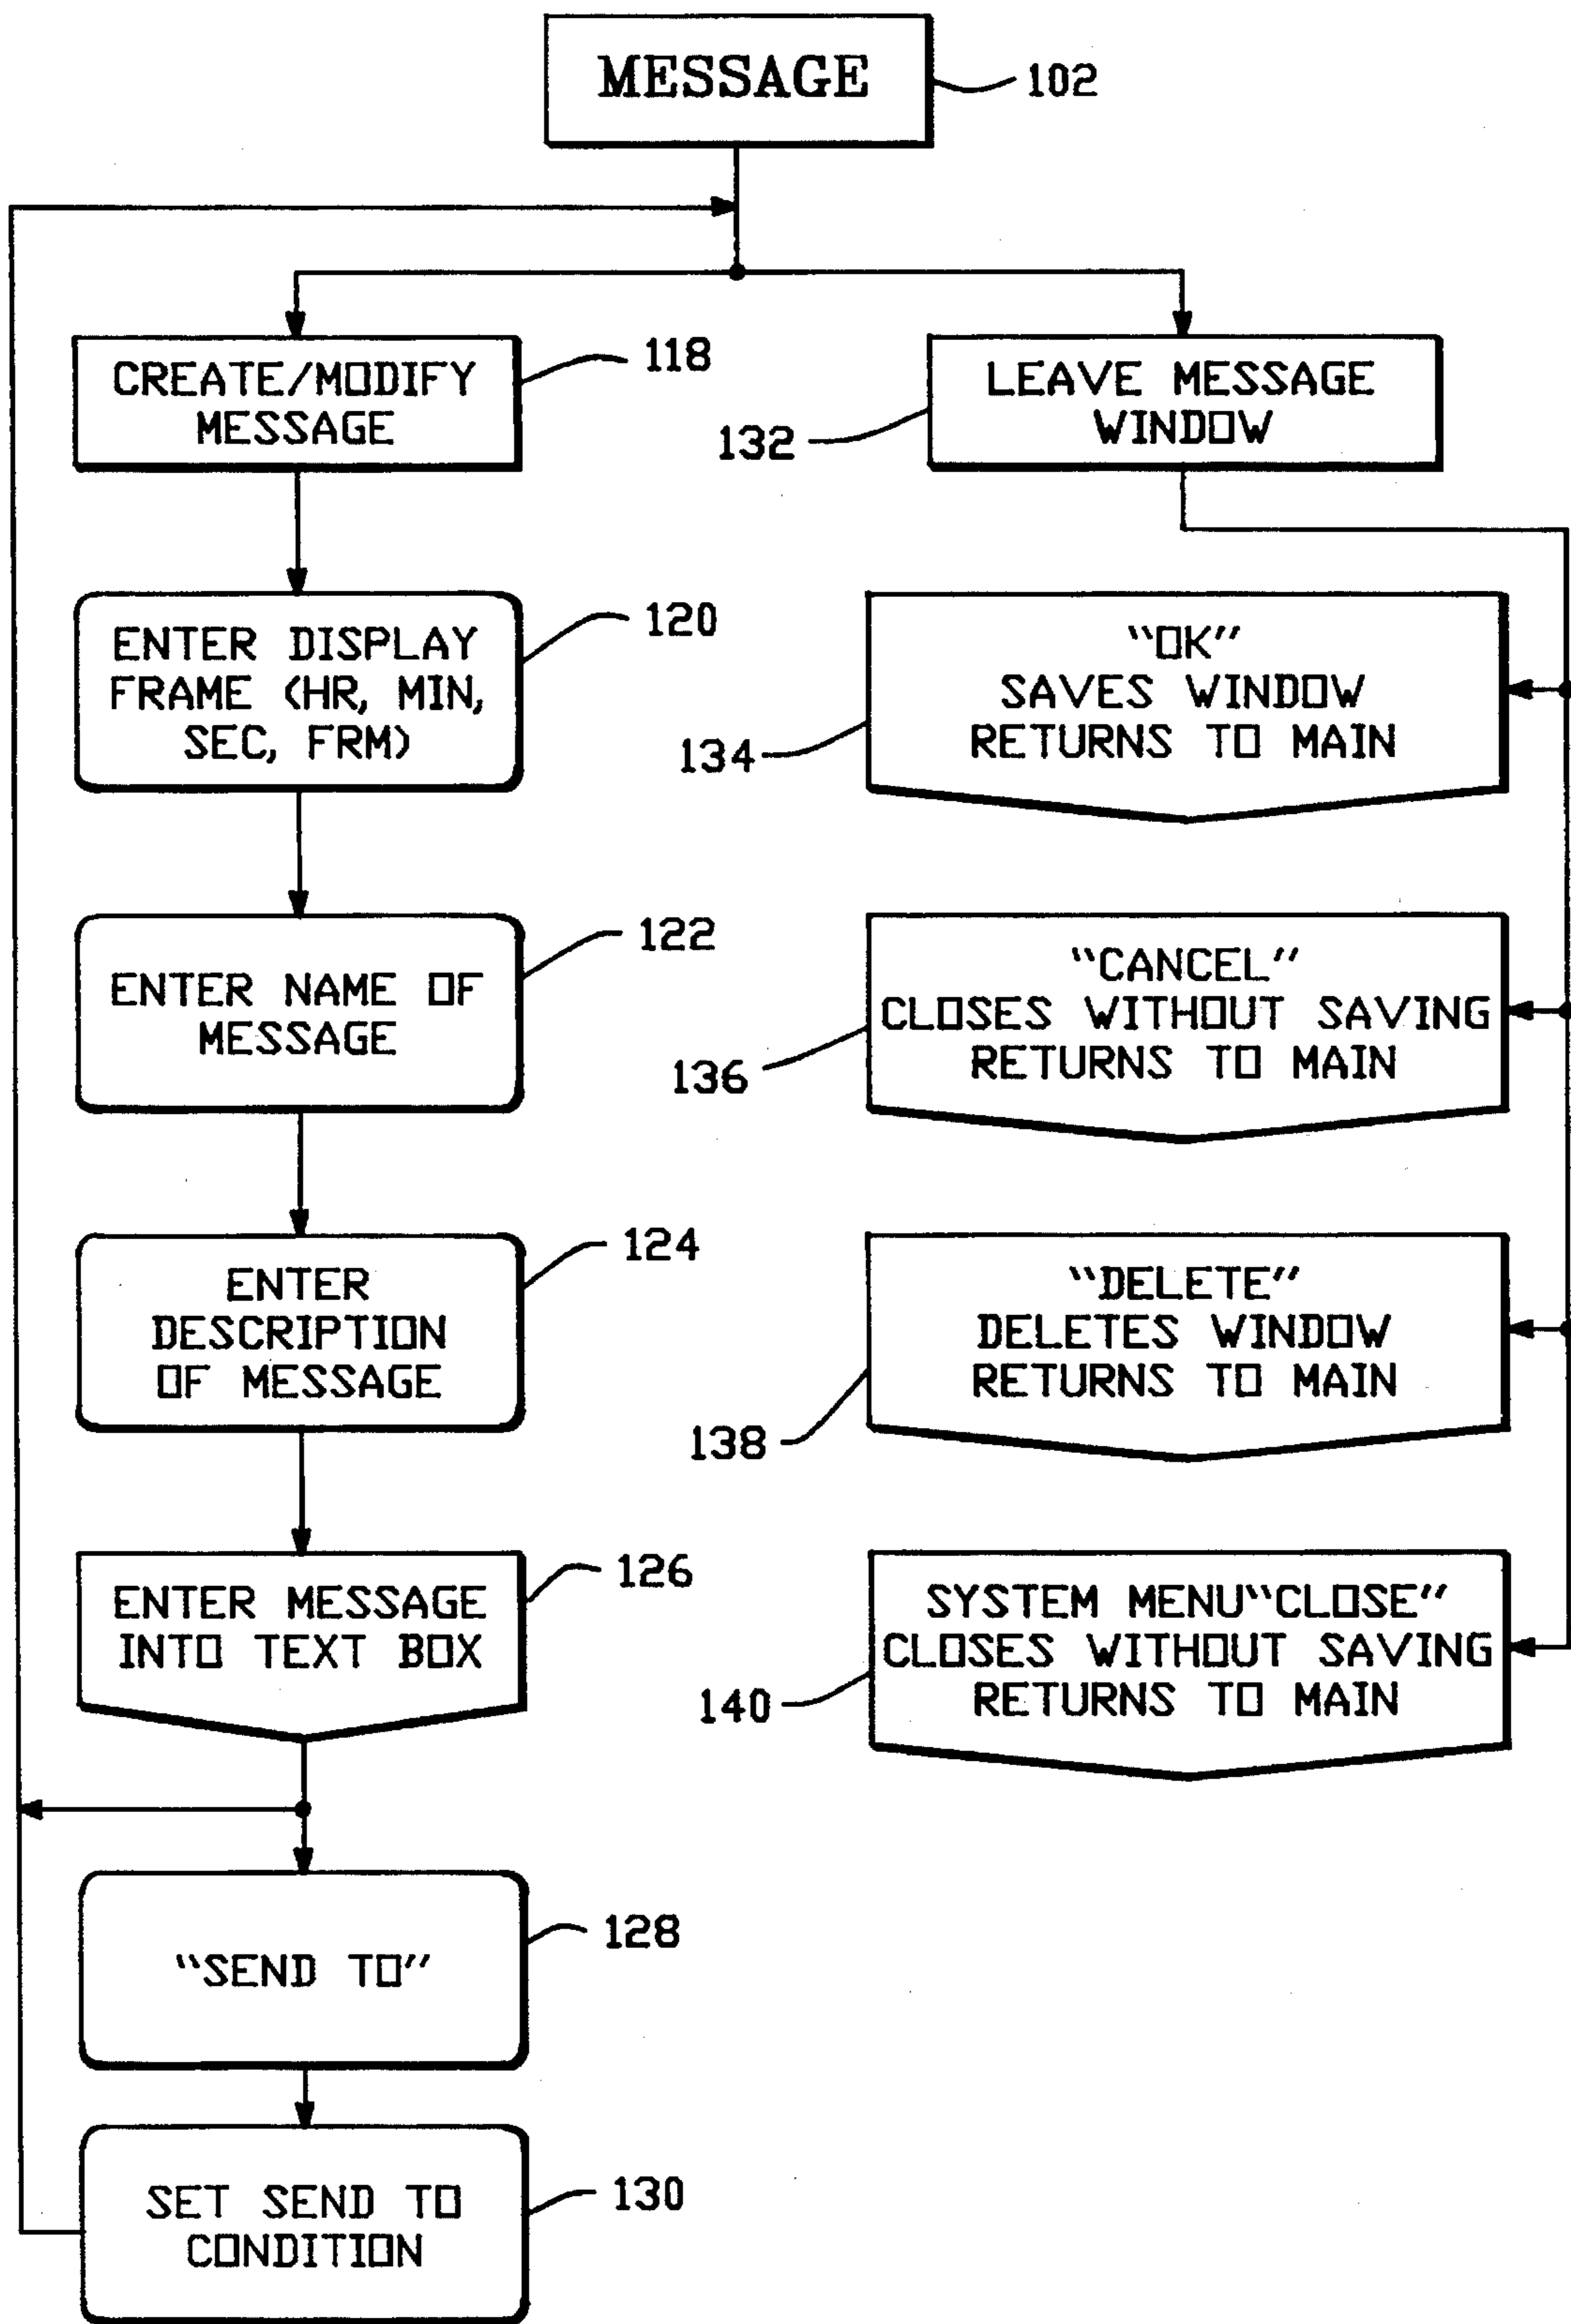 MESSAGE
102
CREATE/MODIFY
MESSAGE
118
ENTER DISPLAY
FRAME (HR, MIN,
SEC, FRM)
120
ENTER NAME OF
MESSAGE
122
ENTER
DESCRIPTION
OF MESSAGE
124
ENTER MESSAGE
INTO TEXT BOX
126
“SEND TO”
128
SET SEND TO
CONDITION
130
LEAVE MESSAGE
WINDOW
132
“OK”
SAVES WINDOW
RETURNS TO MAIN
134
“CANCEL”
CLOSES WITHOUT SAVING
RETURNS TO MAIN
136
“DELETE”
DELETES WINDOW
RETURNS TO MAIN
138
SYSTEM MENU“CLOSE”
CLOSES WITHOUT SAVING
RETURNS TO MAIN
140